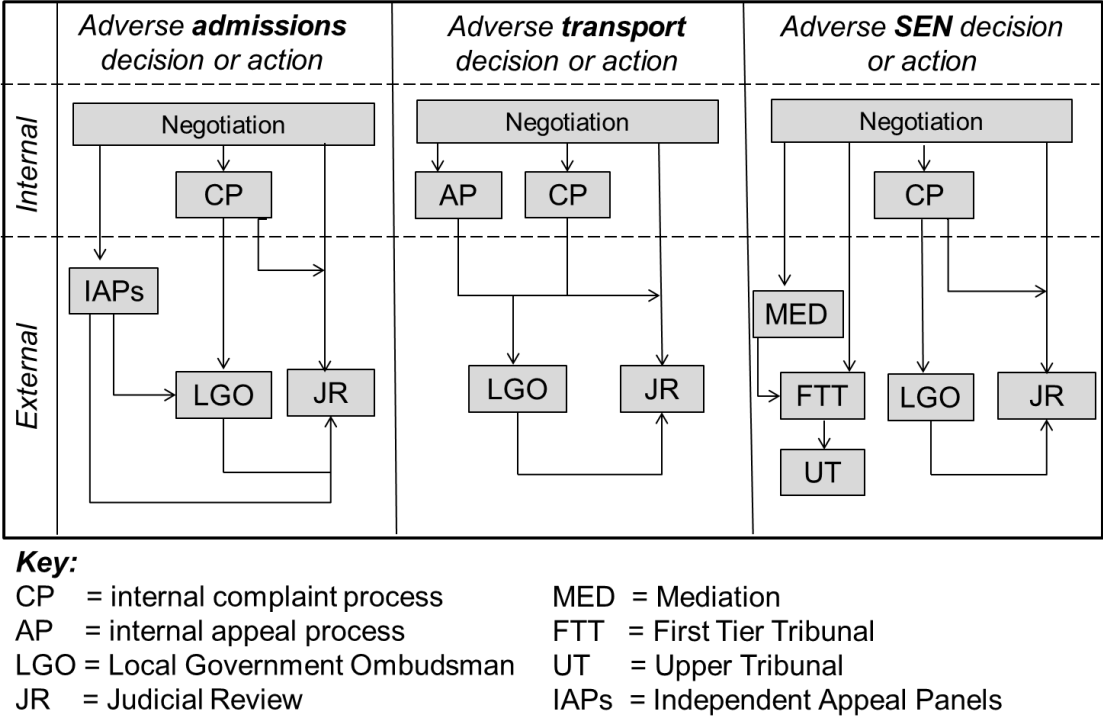 Adverse admissions
decision or action
Adverse transport
decision or action
Adverse SEN decision
or action
Internal
Negotiation
CP
Negotiation
AP
CP
Negotiation
CP
External
IAPs
LGO
JR
LGO
JR
MED
FTT
LGO
JR
UT
Key:
CP = internal complaint process
AP = internal appeal process
LGO = Local Government Ombudsman
JR = Judicial Review
MED = Mediation
FTT = First Tier Tribunal
UT = Upper Tribunal
IAPs = Independent Appeal Panels